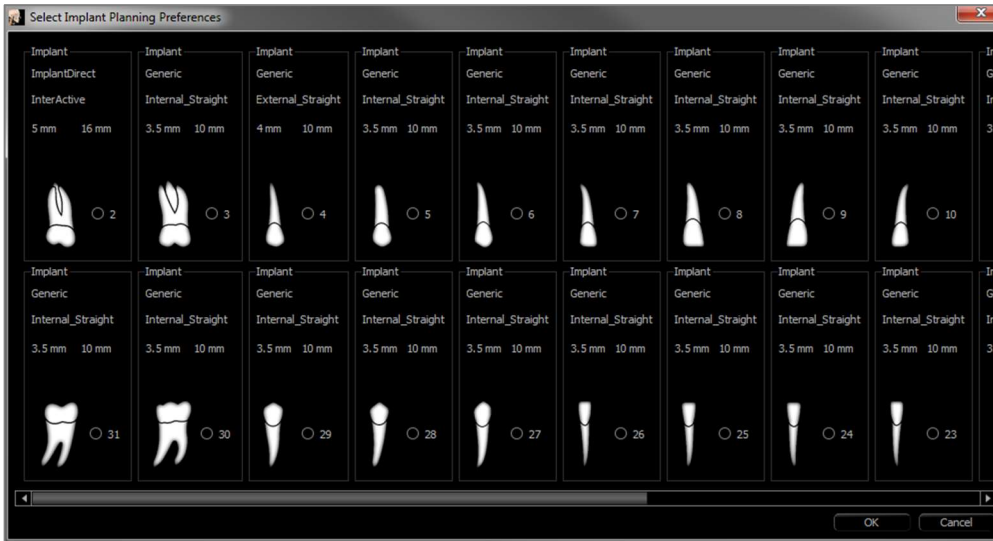 Select Implant Planning Preferences
Implant Implant Implant Implant Implant Implant Implant Implant Implant
ImplantDirect Generic Generic Generic Generic Generic Generic Generic Generic
InterActive Internal_Straight External_Straight Internal_Straight Internal_Straight Internal_Straight Internal_Straight Internal_Straight Internal_Straight
5 mm 16 mm 3.5 mm 10 mm 4 mm 10 mm 3.5 mm 10 mm 3.5 mm 10 mm 3.5 mm 10 mm 3.5 mm 10 mm 3.5 mm 10 mm 3.5 mm 10 mm 3
2 3 4 5 6 7 8 9 10
Implant Implant Implant Implant Implant Implant Implant Implant Implant
Generic Generic Generic Generic Generic Generic Generic Generic Generic
Internal_Straight Internal_Straight Internal_Straight Internal_Straight Internal_Straight Internal_Straight Internal_Straight Internal_Straight Internal_Straight
3.5 mm 10 mm 3.5 mm 10 mm 3.5 mm 10 mm 3.5 mm 10 mm 3.5 mm 10 mm 3.5 mm 10 mm 3.5 mm 10 mm 3.5 mm 10 mm 3.5 mm 10 mm 3
31 30 29 28 27 26 25 24 23
OK Cancel